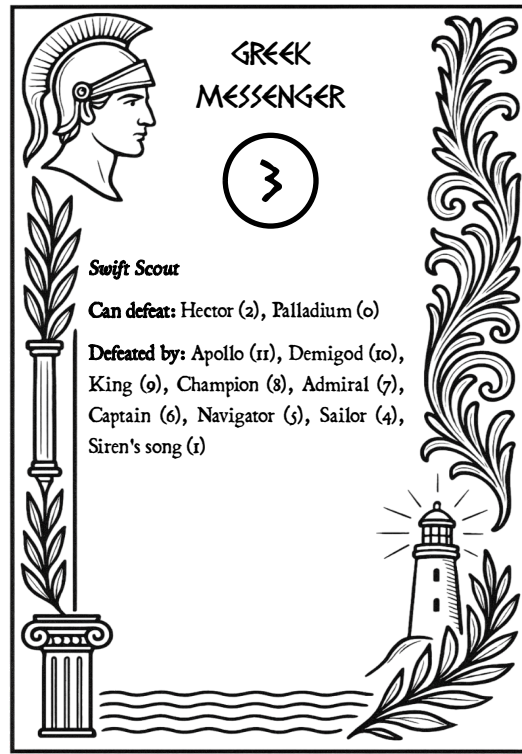 GREEK
MESSENGER
3
Swift Scout
Can defeat: Hector (2), Palladium (0)
Defeated by: Apollo (11), Demigod (10),
King (9), Champion (8), Admiral (7),
Captain (6), Navigator (5), Sailor (4),
Siren's song (1)